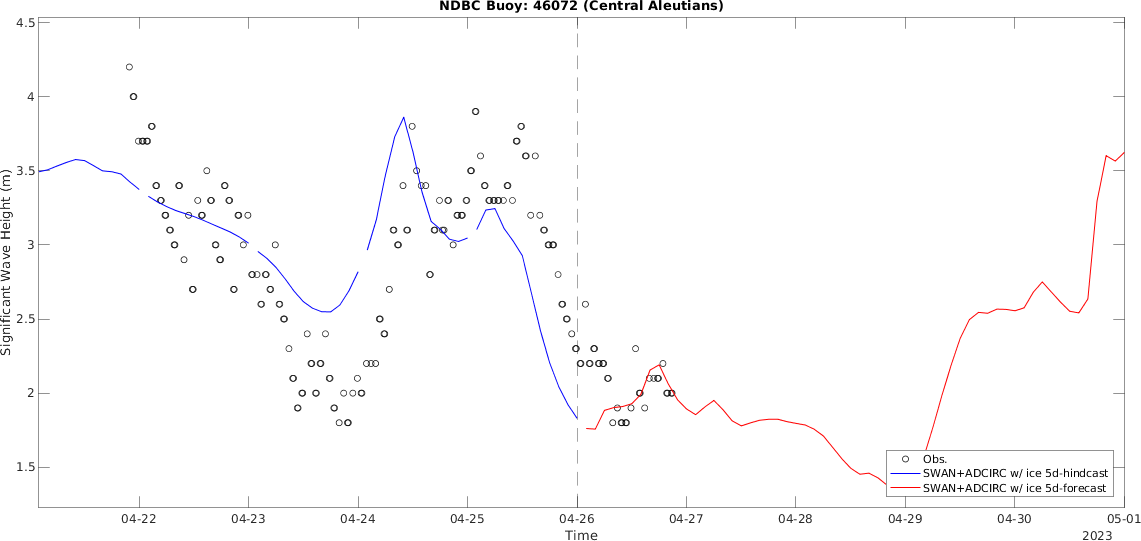 NDBC Buoy: 46072 (Central Aleutians)
4.5
4
3.5
3
2.5
2
1.5
Significant Wave Height (m)
Obs.
SWAN+ADCIRC w/ ice 5d-hindcast
SWAN+ADCIRC w/ ice 5d-forecast
04-22 04-23 04-24 04-25 04-26 04-27 04-28 04-29 04-30 05-01
Time
2023